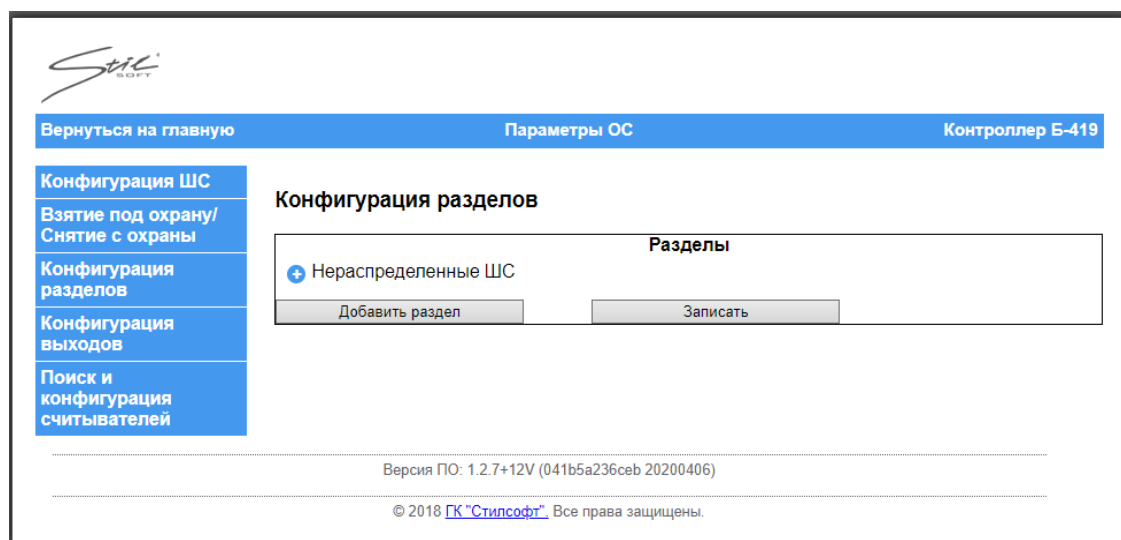 Stil
SOFT
Вернуться на главную
Параметры ОС
Контроллер Б-419
Конфигурация ШС
Взятие под охрану/
Снятие с охраны
Конфигурация
разделов
Конфигурация
выходов
Поиск и
конфигурация
считывателей
Конфигурация разделов
Разделы
Нераспределенные ШС
Добавить раздел
Записать
Версия ПО: 1.2.7+12V (041b5a236ceb 20200406)
© 2018 ГК "Стилсофт". Все права защищены.